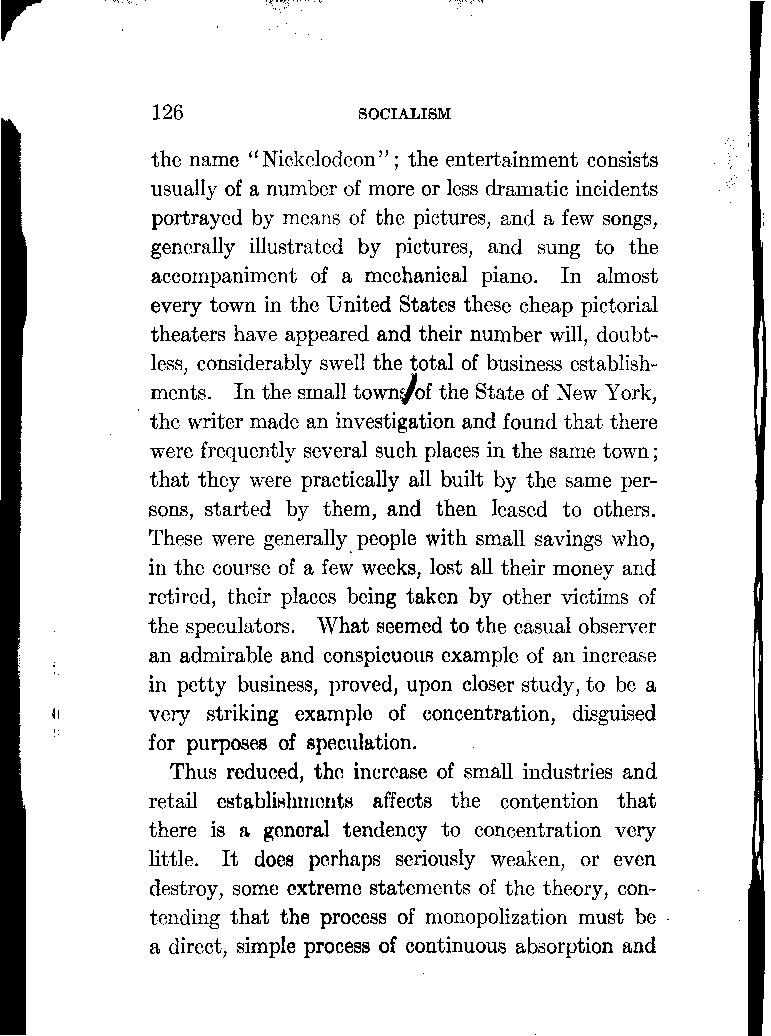 126 SOCIALISM
the name "Nickelodeon"; the entertainment consists
usually of a number of more or less dramatic incidents
portrayed by means of the pictures, and a few songs,
generally illustrated by pictures, and sung to the
accompaniment of a mechanical piano. In almost
every town in the United States these cheap pictorial
theaters have appeared and their number will, doubt-
less, considerably swell the total of business establish-
ments. In the small towns of the State of New York,
the writer made an investigation and found that there
were frequently several such places in the same town;
that they were practically all built by the same per-
sons, started by them, and then leased to others.
These were generally people with small savings who,
in the course of a few weeks, lost all their money and
retired, their places being taken by other victims of
the speculators. What seemed to the casual observer
an admirable and conspicuous example of an increase
in petty business, proved, upon closer study, to be a
very striking example of concentration, disguised
for purposes of speculation.
Thus reduced, the increase of small industries and
retail establishments affects the contention that
there is a general tendency to concentration very
little. It does perhaps seriously weaken, or even
destroy, some extreme statements of the theory, con-
tending that the process of monopolization must be
a direct, simple process of continuous absorption and